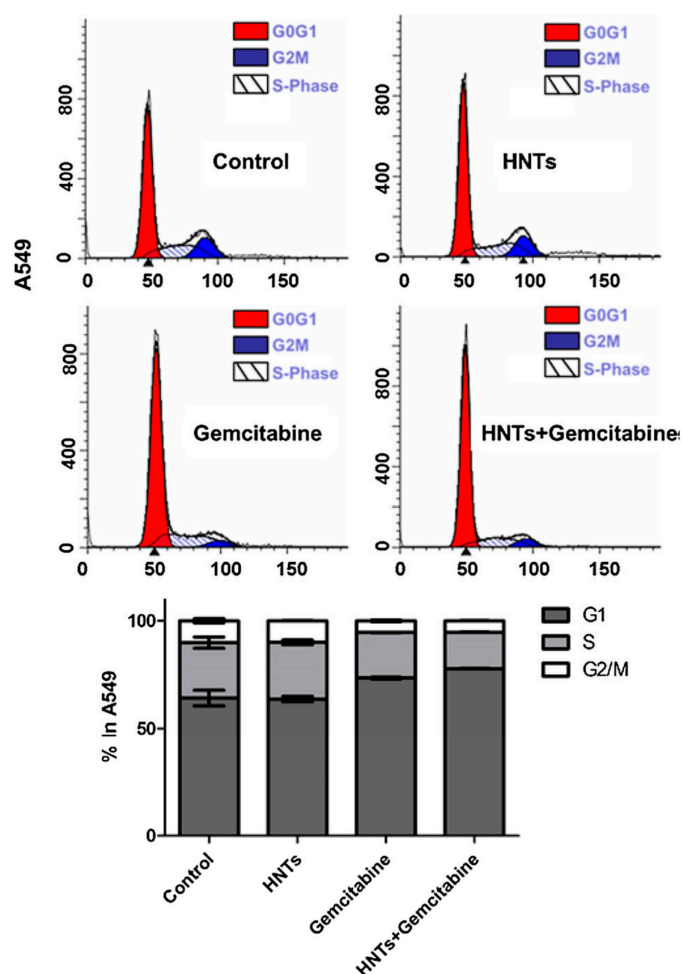 A549
G0G1
G2M
S-Phase
Control
800
400
0
0 50 100 150
G0G1
G2M
S-Phase
HNTs
800
400
0
0 50 100 150
G0G1
G2M
S-Phase
Gemcitabine
800
400
0
0 50 100 150
G0G1
G2M
S-Phase
HNTs+Gemcitabines
800
400
0
0 50 100 150
% In A549
100
50
0
G1
S
G2/M
Control
HNTs
Gemcitabine
HNTs+Gemcitabine